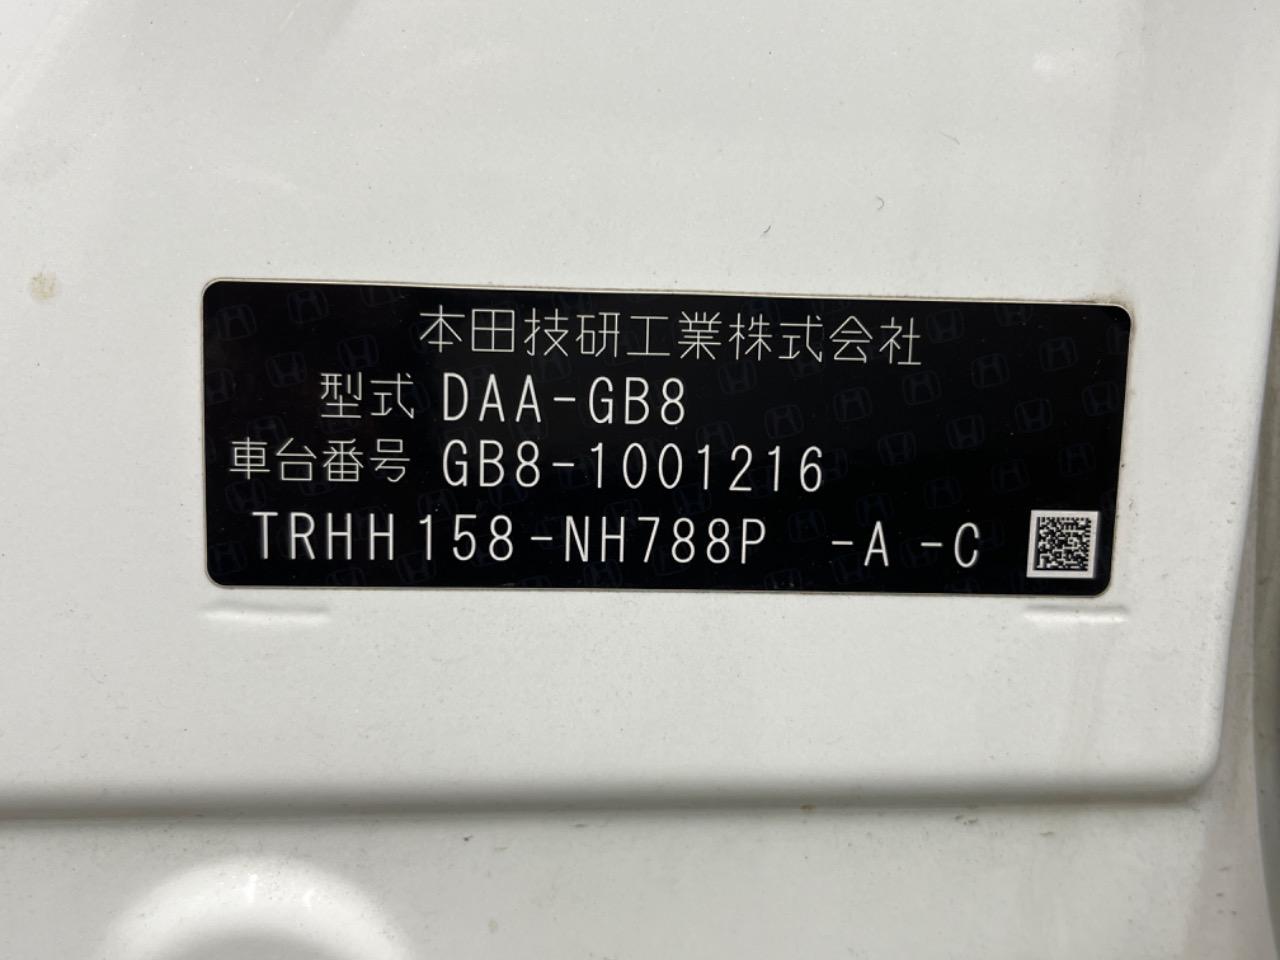 本田技研工業株式会社
型式 DAA-GB8
車台番号 GB8-1001216
TRHH158-NH788P -A -C